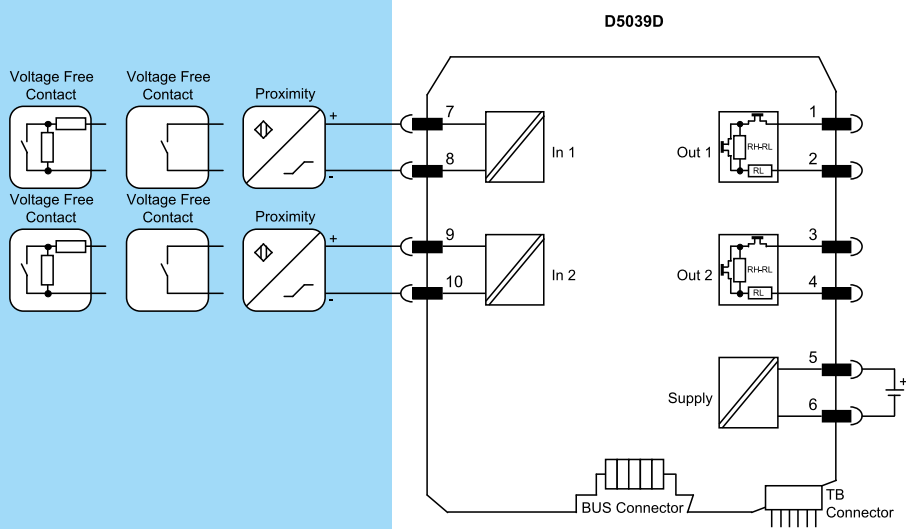 D5039D
Voltage Free
Contact
Voltage Free
Contact
Proximity
+
-
7
8
In 1
Out 1
RH-RL
RL
1
2
Voltage Free
Contact
Voltage Free
Contact
Proximity
+
-
9
10
In 2
Out 2
RH-RL
RL
3
4
Supply
5
6
+
BUS Connector
TB
Connector